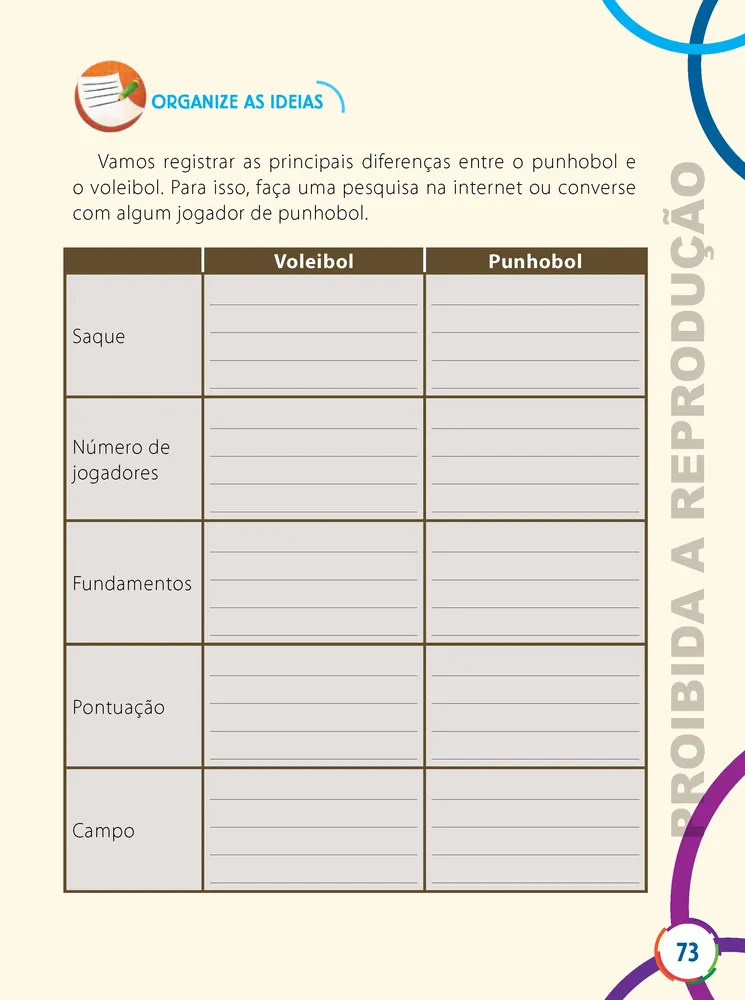 ORGANIZE AS IDEIAS
Vamos registrar as principais diferenças entre o punhobol e
o voleibol. Para isso, faça uma pesquisa na internet ou converse
com algum jogador de punhobol.
Voleibol Punhobol
Saque
Número de
jogadores
Fundamentos
Pontuação
Campo
PROIBIDA A REPRODUÇÃO
73